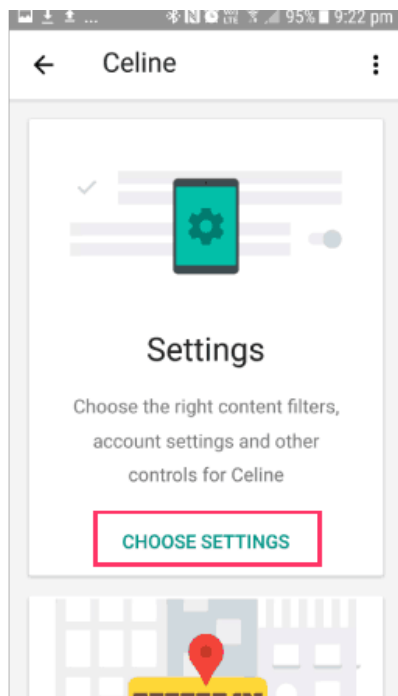 ... LTE 95% 9:22 pm
Celine
Settings
Choose the right content filters,
account settings and other
controls for Celine
CHOOSE SETTINGS